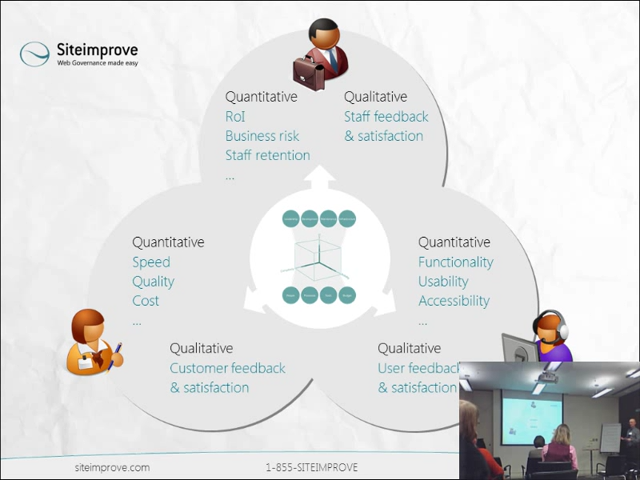 Siteimprove
Web Governance made easy
Quantitative
RoI
Business risk
Staff retention
...
Qualitative
Staff feedback
& satisfaction
Quantitative
Speed
Quality
Cost
...
Qualitative
Customer feedback
& satisfaction
Quantitative
Functionality
Usability
Accessibility
...
Qualitative
User feedback
& satisfaction
siteimprove.com
1-855-SITEIMPROVE